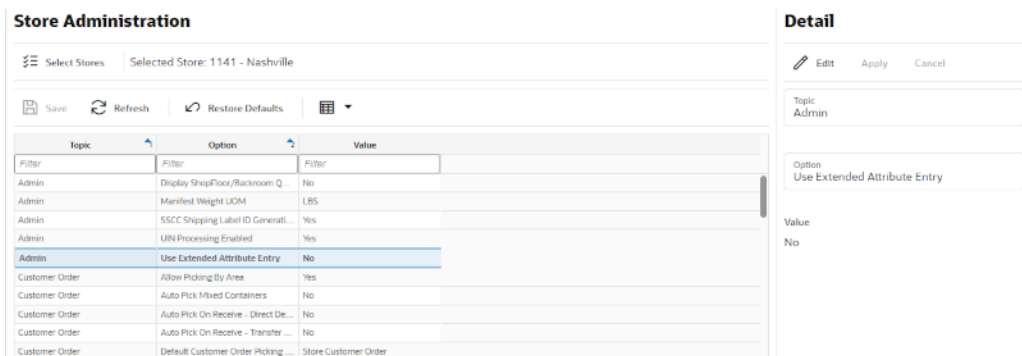 Store Administration
Select Stores Selected Store: 1141 - Nashville
Save Refresh Restore Defaults
Topic Option Value
Filter Filter Filter
Admin Display ShopFloor/Backroom Q... No
Admin Manifest Weight UOM LBS
Admin SSCC Shipping Label ID Generati... Yes
Admin UIN Processing Enabled Yes
Admin Use Extended Attribute Entry No
Customer Order Allow Picking By Area Yes
Customer Order Auto Pick Mixed Containers No
Customer Order Auto Pick On Receive - Direct De... No
Customer Order Auto Pick On Receive - Transfer ... No
Customer Order Default Customer Order Picking ... Store Customer Order
Detail
Edit Apply Cancel
Topic
Admin
Option
Use Extended Attribute Entry
Value
No